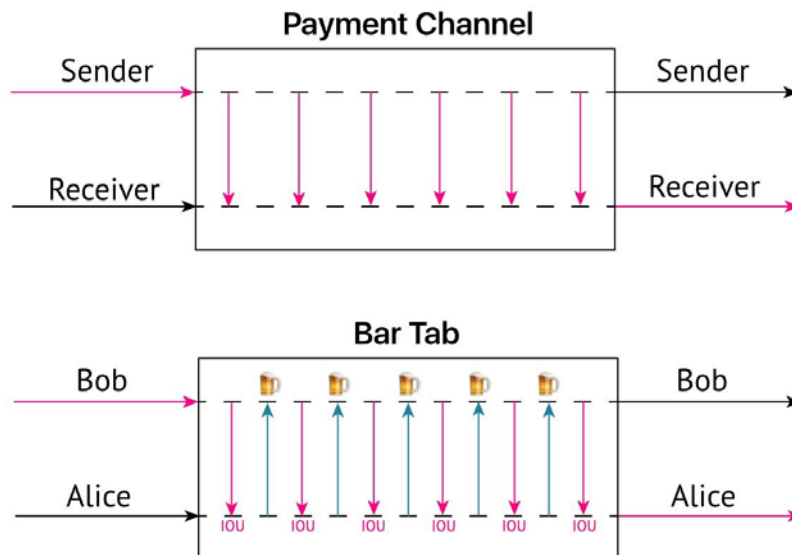 Payment Channel
Sender Sender
Receiver Receiver
Bar Tab
Bob Bob
Alice Alice
IOU IOU IOU IOU IOU IOU